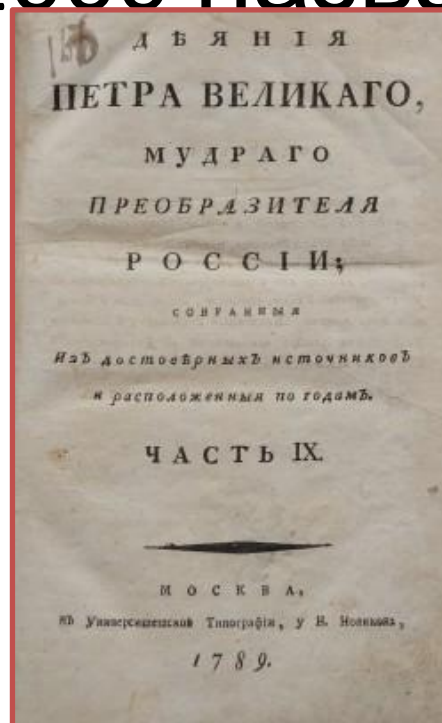 ДѢЯНІЯ
ПЕТРА ВЕЛИКАГО,
МУДРАГО
ПРЕОБРАЗИТЕЛЯ
РОССІИ;
СОБРАННЫЯ
Изъ достовѣрныхъ источниковъ
и расположенныя по годамъ.
ЧАСТЬ IX.
МОСКВА,
въ Университетской Типографіи, у Н. Новикова,
1789.